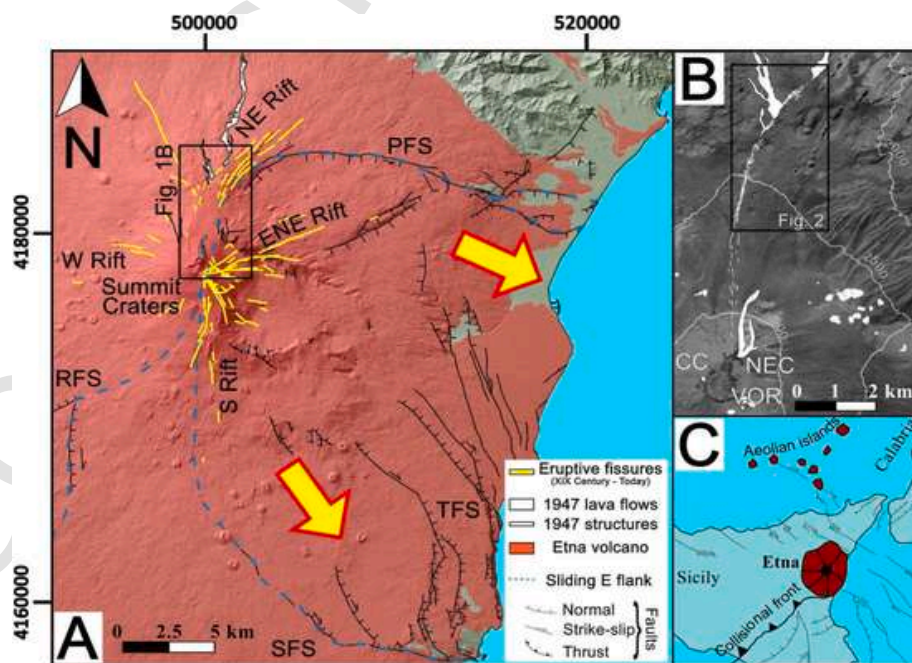 500000
520000
N
NE Rift
Fig. 1B
PFS
4180000
ENE Rift
W Rift
Summit
Craters
RFS
S Rift
TFS
4160000
SFS
A
0 2.5 5 km
Eruptive fissures
(XIX Century - Today)
1947 lava flows
1947 structures
Etna volcano
Sliding E flank
Normal
Strike-slip
Thrust
Faults
B
Fig. 2
CC
NEC
VOR
0 1 2 km
C
Aeolian islands
Calabria
Etna
Sicily
Collisional front